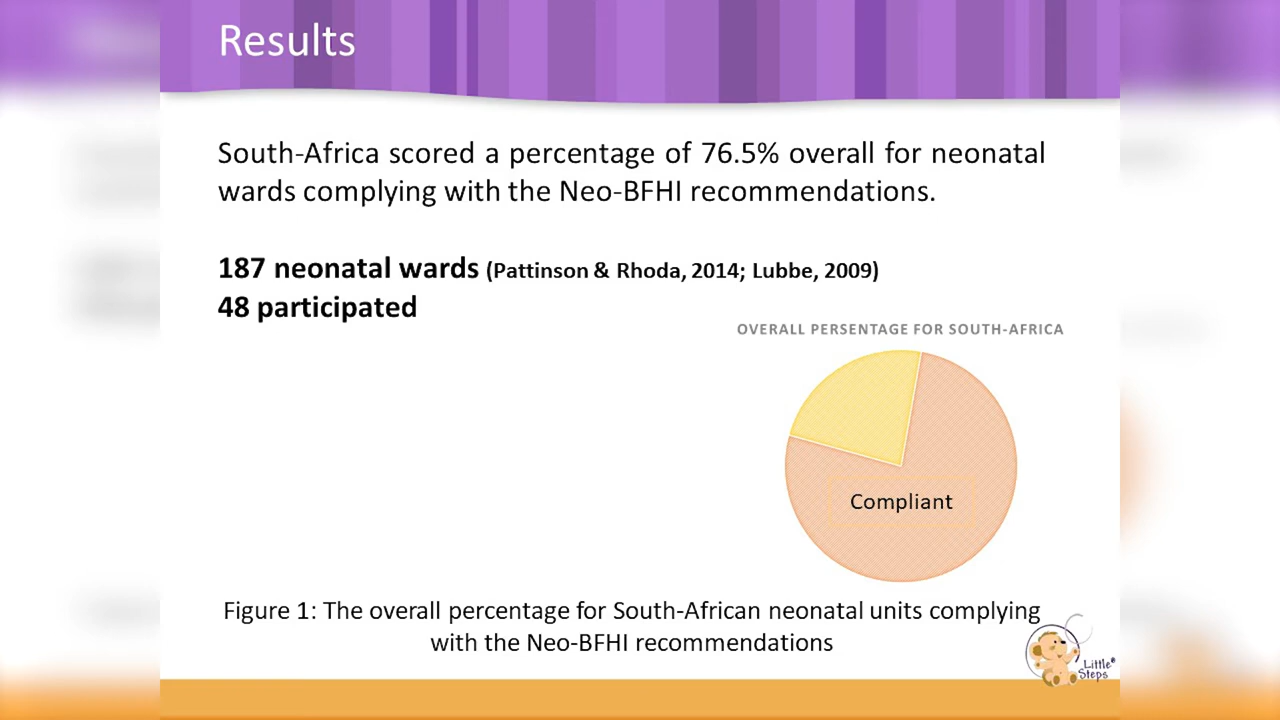 Results
South-Africa scored a percentage of 76.5% overall for neonatal
wards complying with the Neo-BFHI recommendations.
187 neonatal wards (Pattinson & Rhoda, 2014; Lubbe, 2009)
48 participated
OVERALL PERSENTAGE FOR SOUTH-AFRICA
Compliant
Figure 1: The overall percentage for South-African neonatal units complying
with the Neo-BFHI recommendations
Little®
Steps